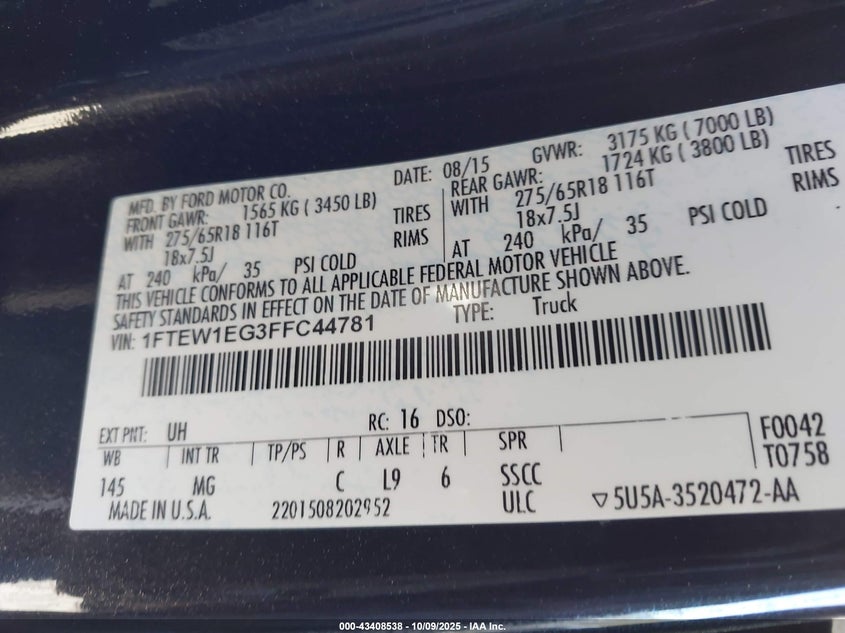 MFD. BY FORD MOTOR CO. DATE: 08/15 GVWR: 3175 KG ( 7000 LB)
FRONT GAWR: 1565 KG ( 3450 LB) REAR GAWR: 1724 KG ( 3800 LB)
WITH 275/65R18 116T TIRES WITH 275/65R18 116T TIRES
18x7.5J RIMS 18x7.5J RIMS
AT 240 kPa/ 35 PSI COLD AT 240 kPa/ 35 PSI COLD
THIS VEHICLE CONFORMS TO ALL APPLICABLE FEDERAL MOTOR VEHICLE
SAFETY STANDARDS IN EFFECT ON THE DATE OF MANUFACTURE SHOWN ABOVE.
VIN: 1FTEW1EG3FFC44781 TYPE: Truck
EXT PNT: UH RC: 16 DSO: F0042
WB INT TR TP/PS R AXLE TR SPR T0758
145 MG C L9 6 SSCC
MADE IN U.S.A. 2201508202952 ULC ▽5U5A-3520472-AA
000-43408538 - 10/09/2025 - IAA Inc.